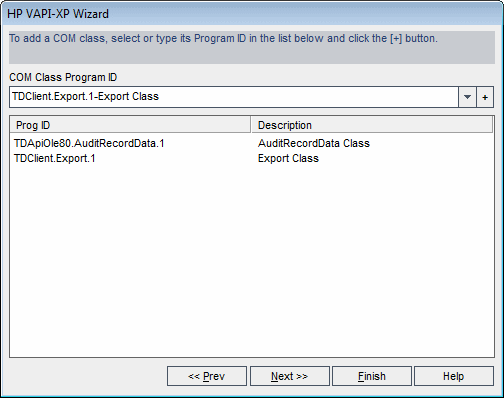 HP VAPI-XP Wizard
To add a COM class, select or type its Program ID in the list below and click the [+] button.
COM Class Program ID
TDClient.Export.1-Export Class
+
Prog ID Description
TDApiOle80.AuditRecordData.1 AuditRecordData Class
TDClient.Export.1 Export Class
<< Prev Next >> Finish Help